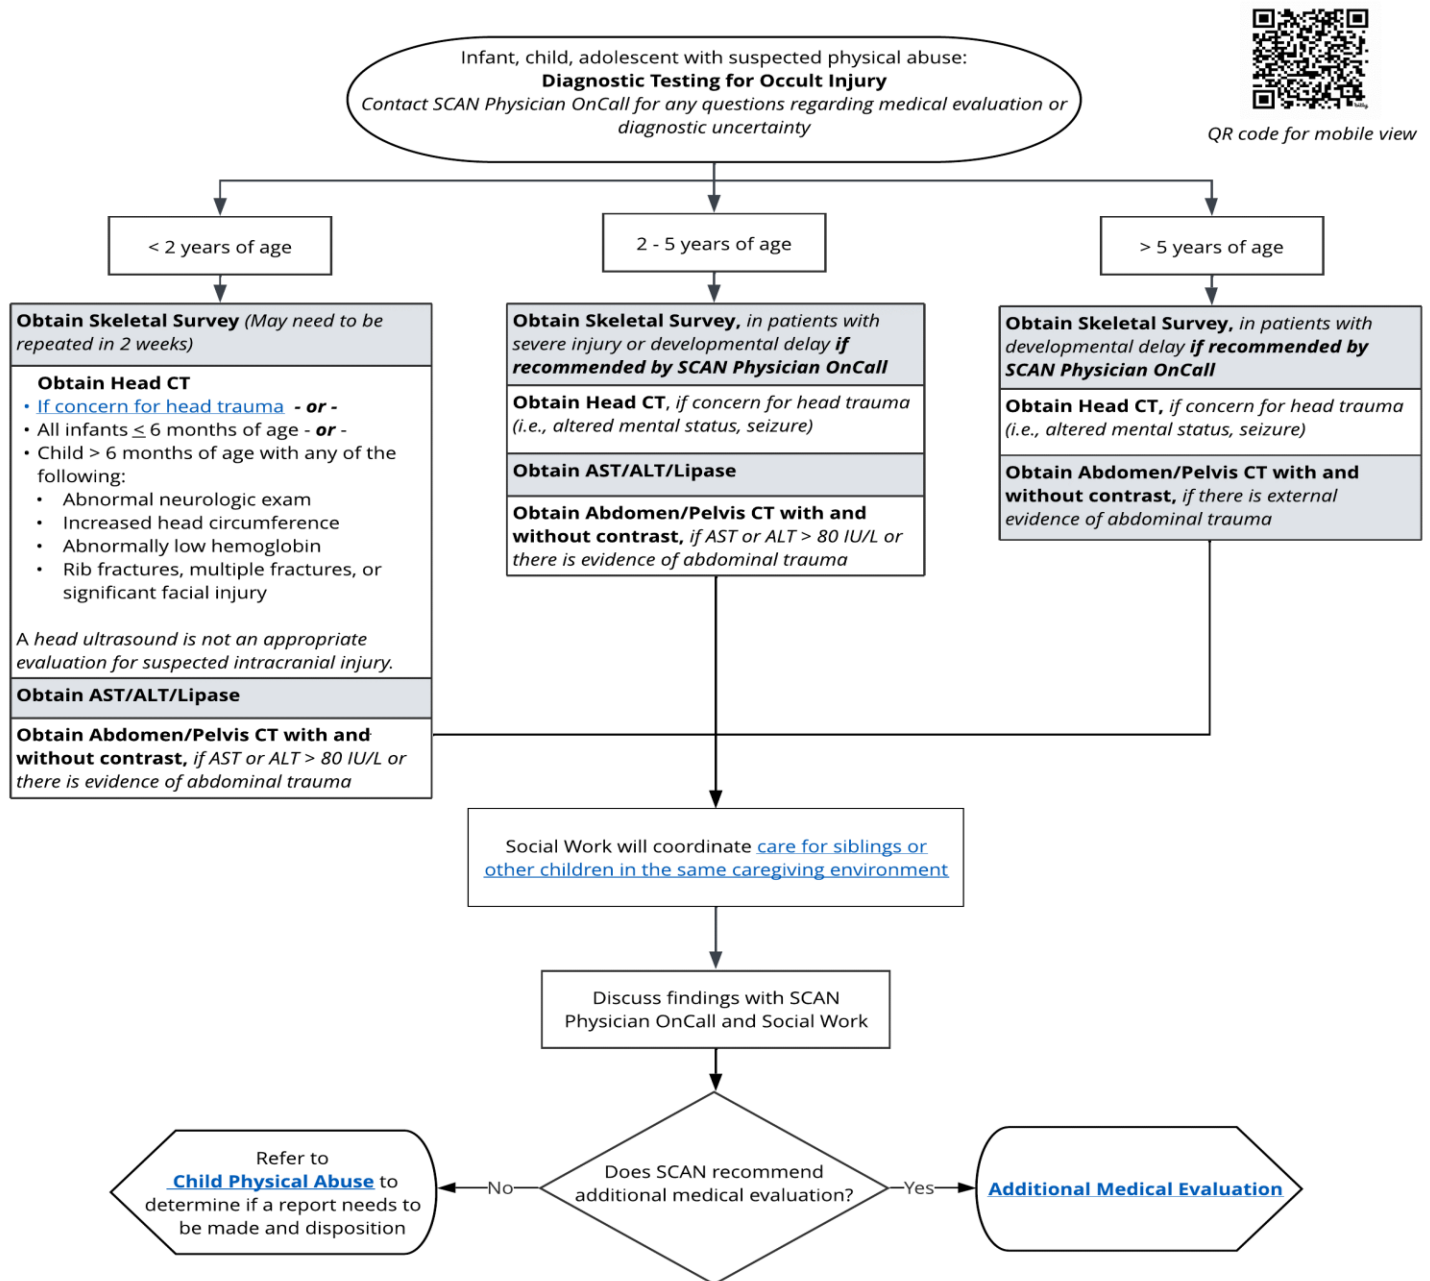 Infant, child, adolescent with suspected physical abuse:
Diagnostic Testing for Occult Injury
Contact SCAN Physician OnCall for any questions regarding medical evaluation or
diagnostic uncertainty
QR code for mobile view
< 2 years of age
2 - 5 years of age
> 5 years of age
Obtain Skeletal Survey (May need to be
repeated in 2 weeks)
Obtain Head CT
• If concern for head trauma - or -
• All infants ≤ 6 months of age - or -
• Child > 6 months of age with any of the
following:
• Abnormal neurologic exam
• Increased head circumference
• Abnormally low hemoglobin
• Rib fractures, multiple fractures, or
significant facial injury
A head ultrasound is not an appropriate
evaluation for suspected intracranial injury.
Obtain AST/ALT/Lipase
Obtain Abdomen/Pelvis CT with and
without contrast, if AST or ALT > 80 IU/L or
there is evidence of abdominal trauma
Obtain Skeletal Survey, in patients with
severe injury or developmental delay if
recommended by SCAN Physician OnCall
Obtain Head CT, if concern for head trauma
(i.e., altered mental status, seizure)
Obtain AST/ALT/Lipase
Obtain Abdomen/Pelvis CT with and
without contrast, if AST or ALT > 80 IU/L or
there is evidence of abdominal trauma
Obtain Skeletal Survey, in patients with
developmental delay if recommended by
SCAN Physician OnCall
Obtain Head CT, if concern for head trauma
(i.e., altered mental status, seizure)
Obtain Abdomen/Pelvis CT with and
without contrast, if there is external
evidence of abdominal trauma
Social Work will coordinate care for siblings or
other children in the same caregiving environment
Discuss findings with SCAN
Physician OnCall and Social Work
Does SCAN recommend
additional medical evaluation?
No
Yes
Refer to
Child Physical Abuse to
determine if a report needs to
be made and disposition
Additional Medical Evaluation